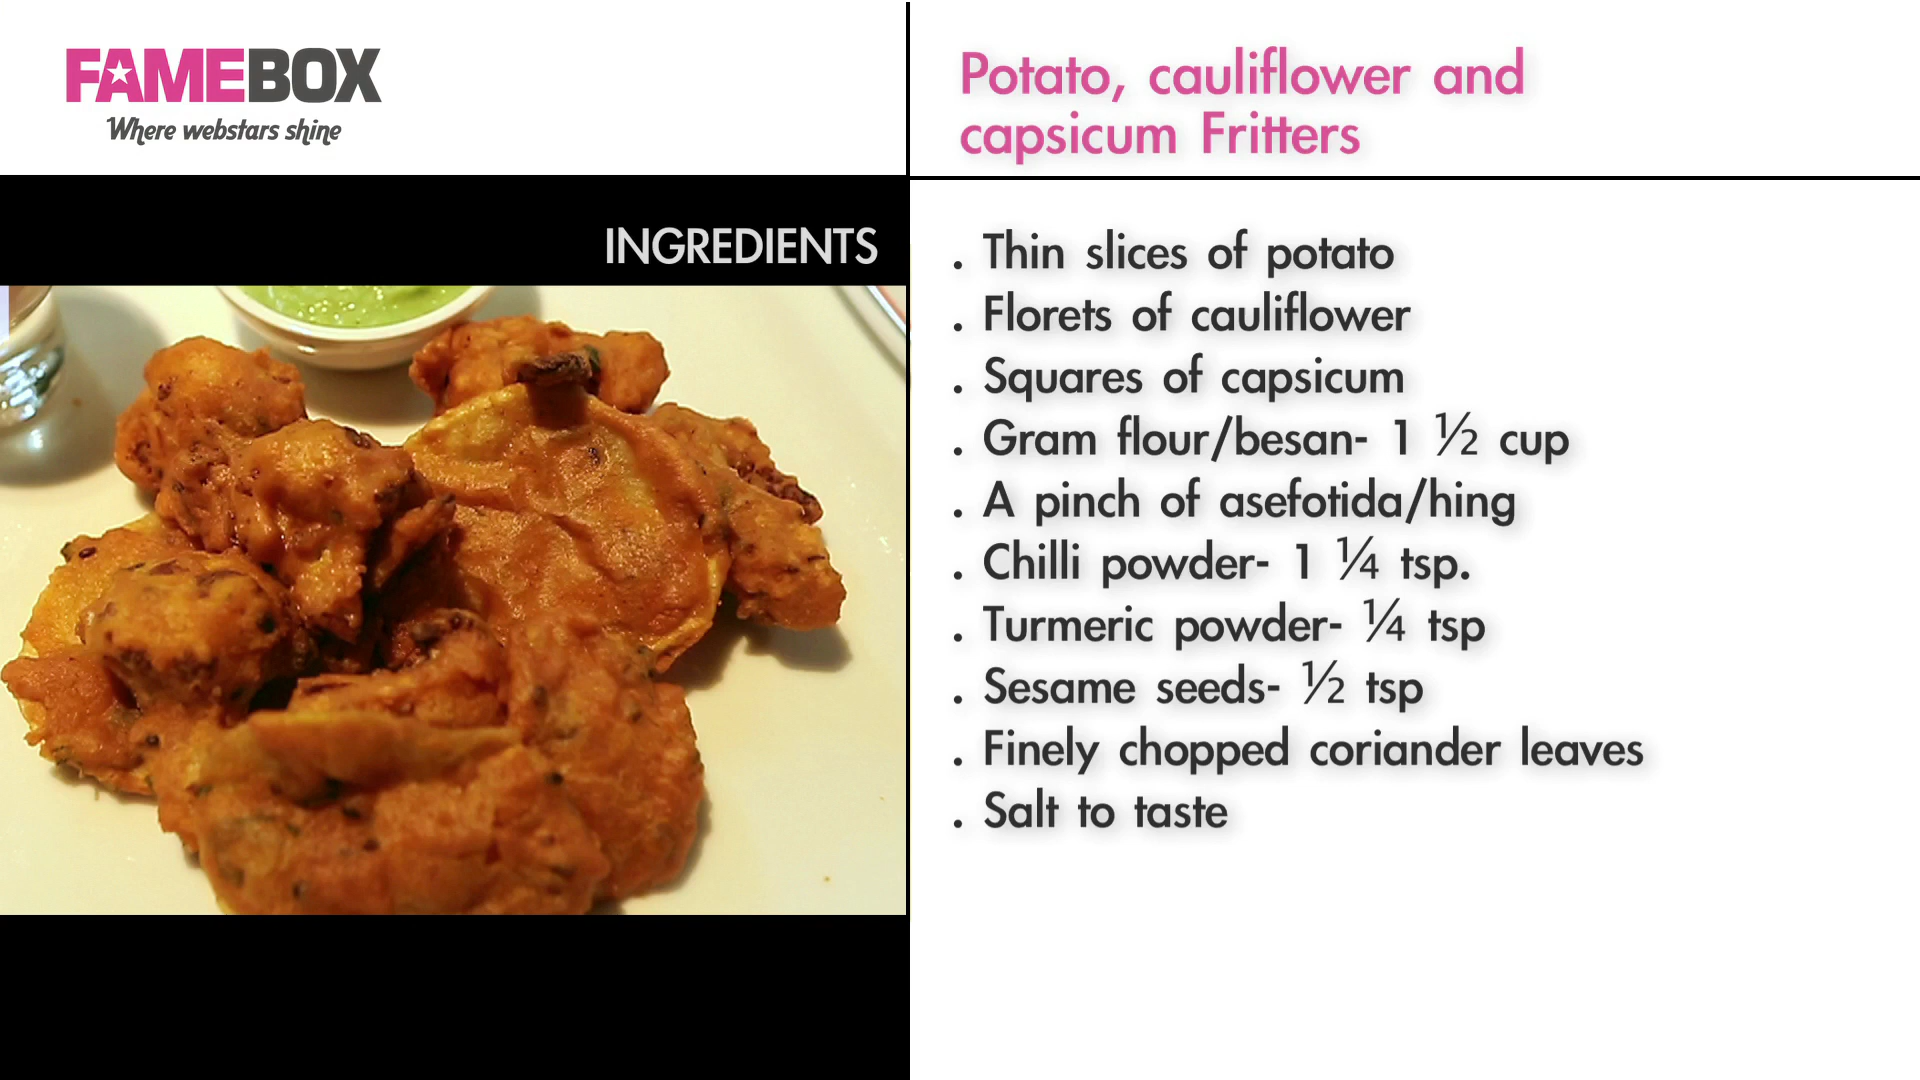 FAMEBOX
Where webstars shine
Potato, cauliflower and
capsicum Fritters
INGREDIENTS
. Thin slices of potato
. Florets of cauliflower
. Squares of capsicum
. Gram flour/besan- 1 ½ cup
. A pinch of asefotida/hing
. Chilli powder- 1 ¼ tsp.
. Turmeric powder- ¼ tsp
. Sesame seeds- ½ tsp
. Finely chopped coriander leaves
. Salt to taste